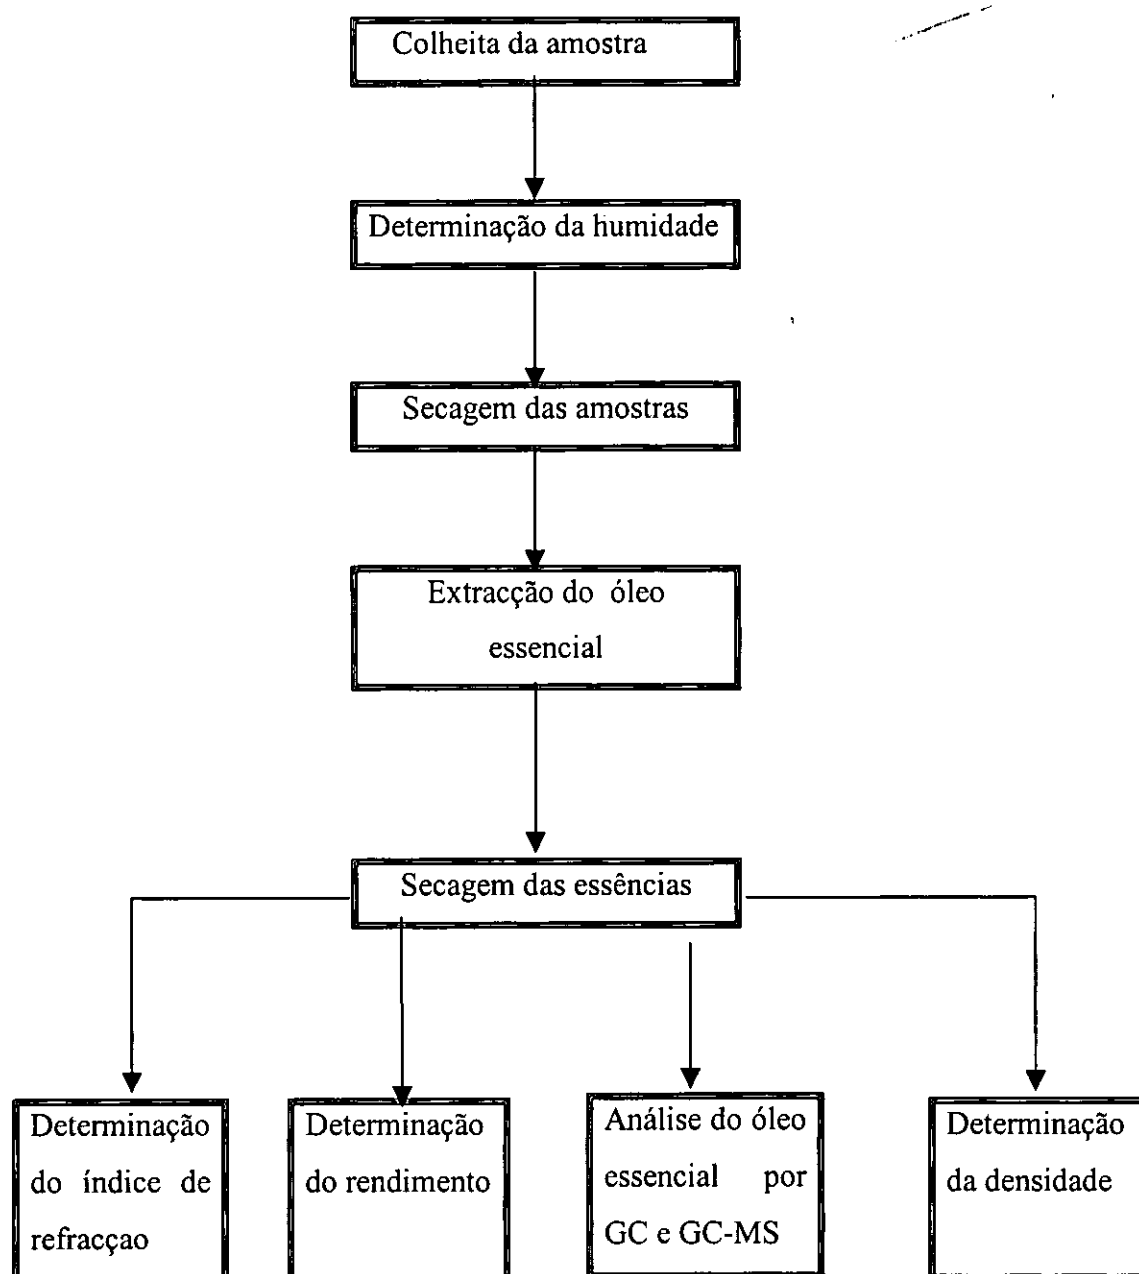 Colheita da amostra
Determinação da humidade
Secagem das amostras
Extracção do óleo
essencial
Secagem das essências
Determinação
do índice de
refracçao
Determinação
do rendimento
Análise do óleo
essencial por
GC e GC-MS
Determinação
da densidade